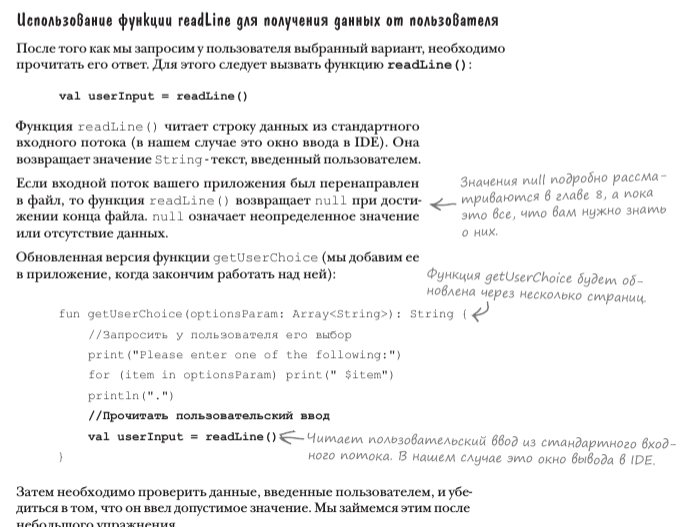 Использование функции readLine для получения данных от пользователя
После того как мы запросим у пользователя выбранный вариант, необходимо
прочитать его ответ. Для этого следует вызвать функцию readLine():
val userInput = readLine()
Функция readLine() читает строку данных из стандартного
входного потока (в нашем случае это окно ввода в IDE). Она
возвращает значение String-текст, введенный пользователем.
Если входной поток вашего приложения был перенаправлен
в файл, то функция readLine() возвращает null при дости-
жении конца файла. null означает неопределенное значение
или отсутствие данных.
Значения null подробно рассма-
триваются в главе 8, а пока
это все, что вам нужно знать
о них.
Обновленная версия функции getUserChoice (мы добавим ее
в приложение, когда закончим работать над ней):
Функция getUserChoice будет об-
новлена через несколько страниц.
fun getUserChoice(optionsParam: Array<String>): String {
//Запросить у пользователя его выбор
print("Please enter one of the following:")
for (item in optionsParam) print(" $item")
println(".")
//Прочитать пользовательский ввод
val userInput = readLine()
Читает пользовательский ввод из стандартного вход-
ного потока. В нашем случае это окно вывода в IDE.
}
Затем необходимо проверить данные, введенные пользователем, и убе-
диться в том, что он ввел допустимое значение. Мы займемся этим после
небольшого упражнения.